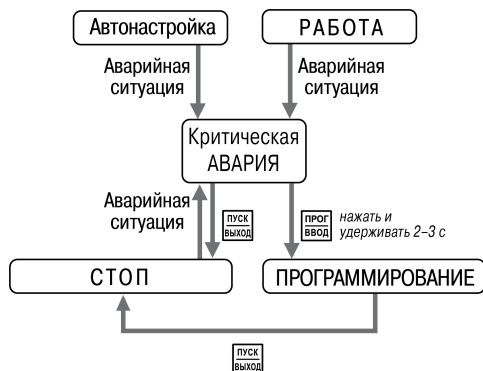 Автонастройка
РАБОТА
Аварийная
ситуация
Аварийная
ситуация
Критическая
АВАРИЯ
Аварийная
ситуация
ПУСК
ВЫХОД
ПРОГ
ВВОД
нажать и
удерживать 2–3 с
СТОП
ПРОГРАММИРОВАНИЕ
ПУСК
ВЫХОД